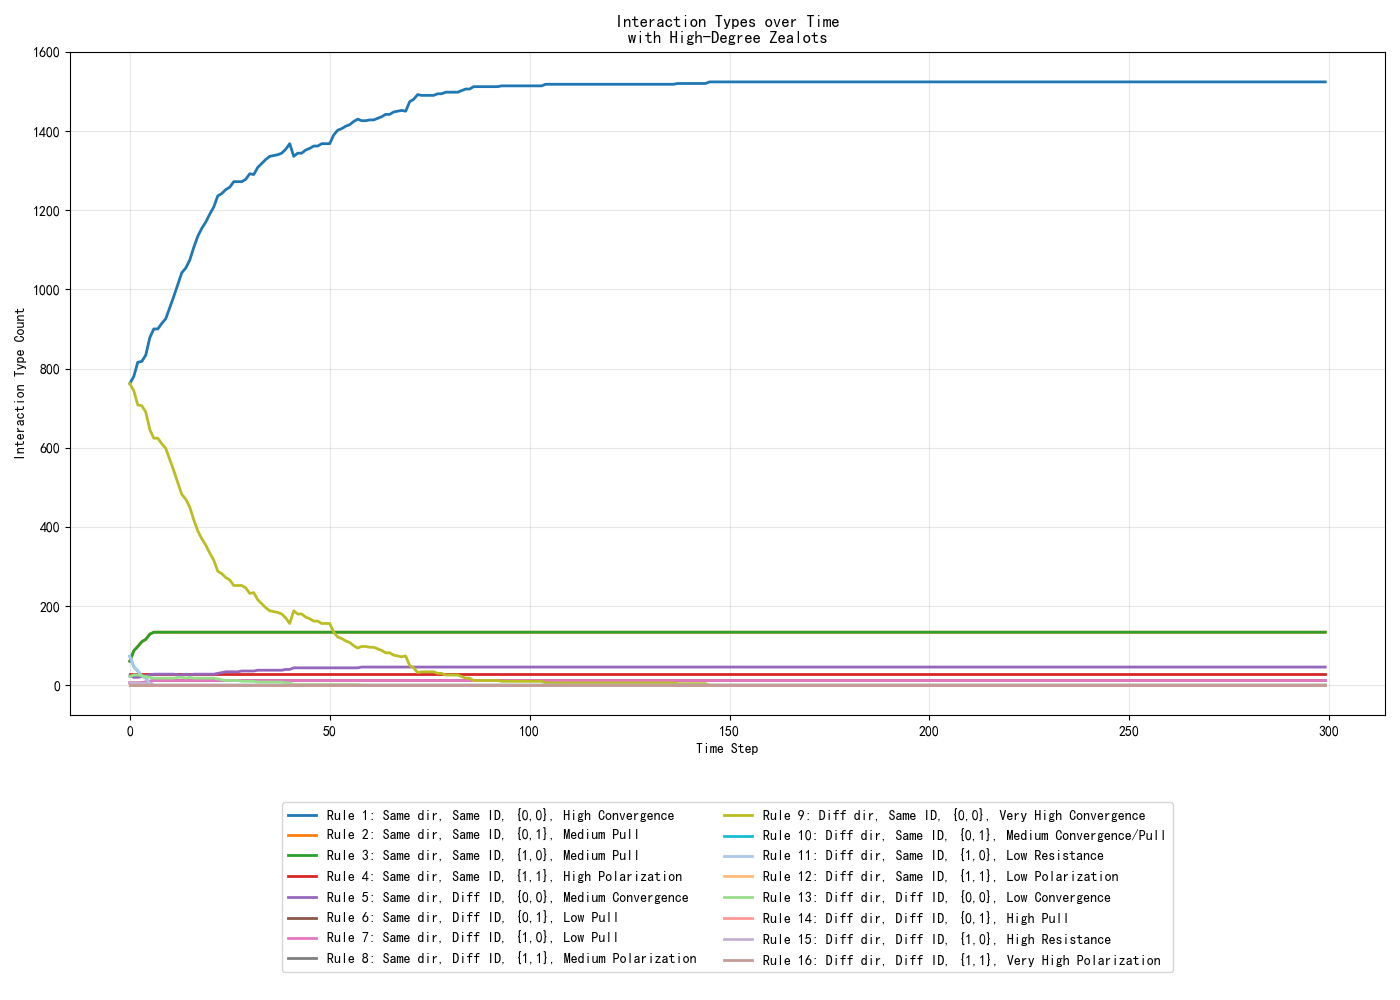 Interaction Types over Time
with High-Degree Zealots
Interaction Type Count
1600
1400
1200
1000
800
600
400
200
0
0
50
100
150
200
250
300
Time Step
Rule 1: Same dir, Same ID, {0,0}, High Convergence
Rule 2: Same dir, Same ID, {0,1}, Medium Pull
Rule 3: Same dir, Same ID, {1,0}, Medium Pull
Rule 4: Same dir, Same ID, {1,1}, High Polarization
Rule 5: Same dir, Diff ID, {0,0}, Medium Convergence
Rule 6: Same dir, Diff ID, {0,1}, Low Pull
Rule 7: Same dir, Diff ID, {1,0}, Low Pull
Rule 8: Same dir, Diff ID, {1,1}, Medium Polarization
Rule 9: Diff dir, Same ID, {0,0}, Very High Convergence
Rule 10: Diff dir, Same ID, {0,1}, Medium Convergence/Pull
Rule 11: Diff dir, Same ID, {1,0}, Low Resistance
Rule 12: Diff dir, Same ID, {1,1}, Low Polarization
Rule 13: Diff dir, Diff ID, {0,0}, Low Convergence
Rule 14: Diff dir, Diff ID, {0,1}, High Pull
Rule 15: Diff dir, Diff ID, {1,0}, High Resistance
Rule 16: Diff dir, Diff ID, {1,1}, Very High Polarization